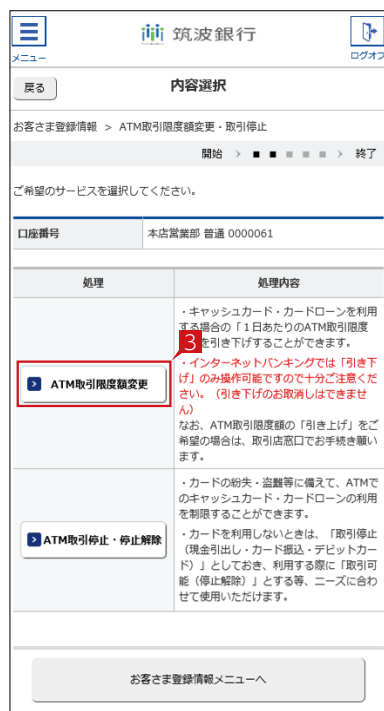 筑波銀行
メニュー
ログオフ
戻る
内容選択
お客さま登録情報 > ATM取引限度額変更・取引停止
開始 > ■ ■ ■ ■ ■ > 終了
ご希望のサービスを選択してください。
口座番号
本店営業部 普通 0000061
処理
処理内容
ATM取引限度額変更
3
・キャッシュカード・カードローンを利用
する場合の「1日あたりのATM取引限度
を引き下げすることができます。
・インターネットバンキングでは「引き下
げ」のみ操作可能ですので十分ご注意くだ
さい。（引き下げのお取消しはできませ
ん）
なお、ATM取引限度額の「引き上げ」をご
希望の場合は、取引店窓口でお手続き願い
ます。
ATM取引停止・停止解除
・カードの紛失・盗難等に備えて、ATMで
のキャッシュカード・カードローンの利用
を制限することができます。
・カードを利用しないときは、「取引停止
（現金引出し・カード振込・デビットカー
ド）」としておき、利用する際に「取引可
能（停止解除）」とする等、ニーズに合わ
せて使用いただけます。
お客さま登録情報メニューへ